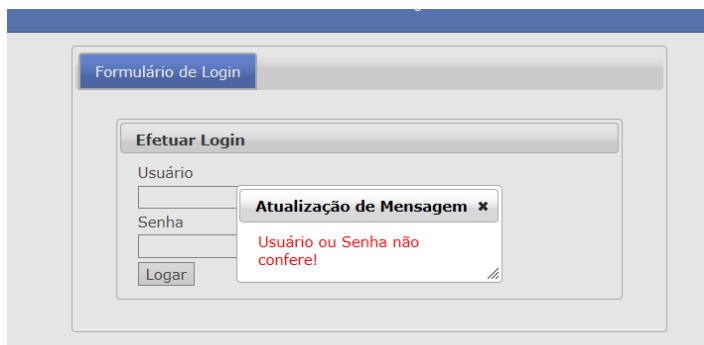 Formulário de Login
Efetuar Login
Usuário
Atualização de Mensagem ×
Senha
Usuário ou Senha não
confere!
Logar